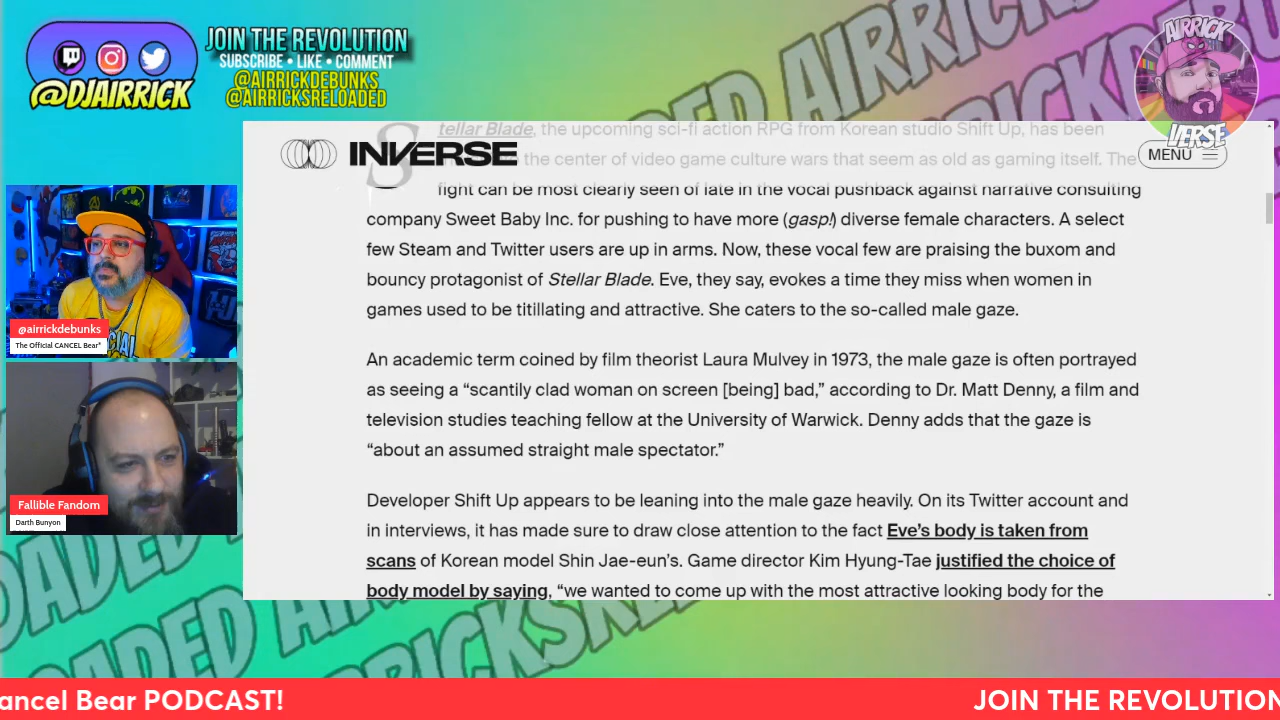 JOIN THE REVOLUTION
SUBSCRIBE • LIKE • COMMENT
@AIRRICKDEBUNKS
@AIRRICKSRELOADED
@DJAIRRICK
AIRRICK
VERSE
INVERSE
MENU
tellar Blade, the upcoming sci-fi action RPG from Korean studio Shift Up, has been
the center of video game culture wars that seem as old as gaming itself. The
fight can be most clearly seen of late in the vocal pushback against narrative consulting
company Sweet Baby Inc. for pushing to have more (gasp!) diverse female characters. A select
few Steam and Twitter users are up in arms. Now, these vocal few are praising the buxom and
bouncy protagonist of Stellar Blade. Eve, they say, evokes a time they miss when women in
games used to be titillating and attractive. She caters to the so-called male gaze.
An academic term coined by film theorist Laura Mulvey in 1973, the male gaze is often portrayed
as seeing a “scantily clad woman on screen [being] bad,” according to Dr. Matt Denny, a film and
television studies teaching fellow at the University of Warwick. Denny adds that the gaze is
“about an assumed straight male spectator.”
Developer Shift Up appears to be leaning into the male gaze heavily. On its Twitter account and
in interviews, it has made sure to draw close attention to the fact Eve’s body is taken from
scans of Korean model Shin Jae-eun’s. Game director Kim Hyung-Tae justified the choice of
body model by saying, “we wanted to come up with the most attractive looking body for the
@airrickdebunks
The Official CANCEL Bear*
Fallible Fandom
Darth Bunyon
ancel Bear PODCAST!
JOIN THE REVOLUTION